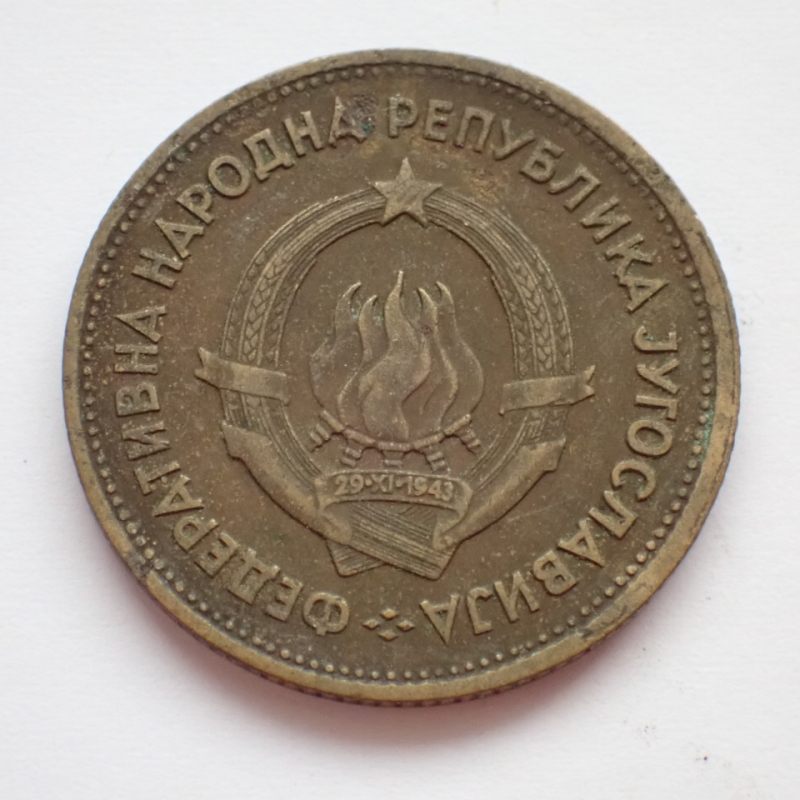 ФЕДЕРАТИВНА НАРОДНА РЕПУБЛИКА ЈУГОСЛАВИЈА
29·XI·1943